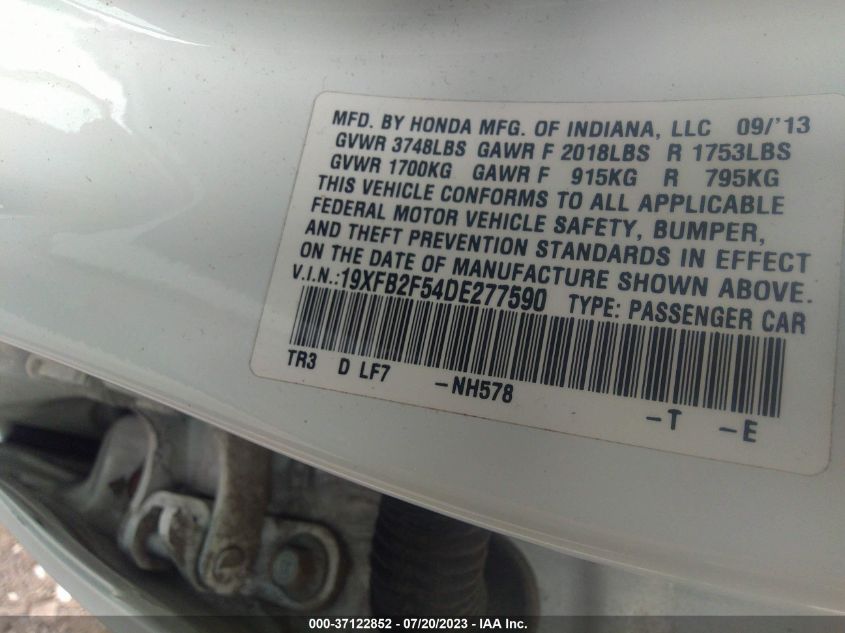 MFD. BY HONDA MFG. OF INDIANA, LLC 09/'13
GVWR 3748LBS GAWR F 2018LBS R 1753LBS
GVWR 1700KG GAWR F 915KG R 795KG
THIS VEHICLE CONFORMS TO ALL APPLICABLE
FEDERAL MOTOR VEHICLE SAFETY, BUMPER,
AND THEFT PREVENTION STANDARDS IN EFFECT
ON THE DATE OF MANUFACTURE SHOWN ABOVE.
V.I.N.:19XFB2F54DE277590 TYPE: PASSENGER CAR
TR3 D LF7 -NH578 -T -E
000-37122852 - 07/20/2023 - IAA Inc.